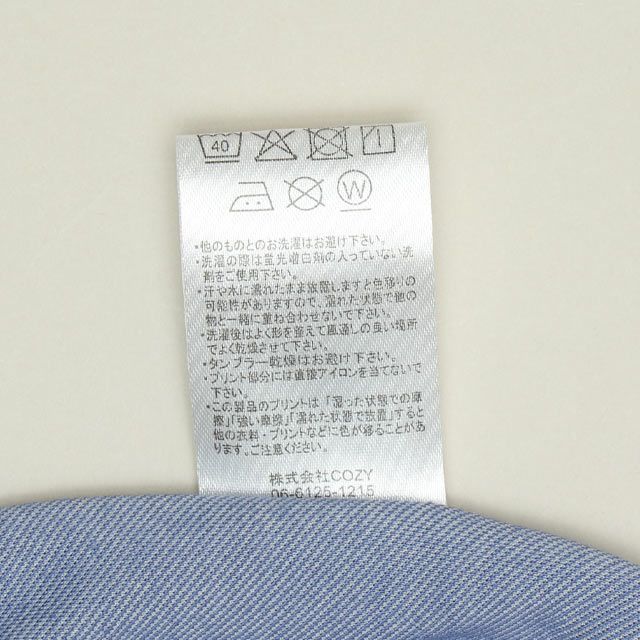 40
W
・他のものとのお洗濯はお避け下さい。
・洗濯の際は蛍光増白剤の入っていない洗
剤をご使用下さい。
・汗や水に濡れたまま放置しますと色移りの
可能性がありますので、濡れた状態で他の
物と一緒に重ね合わせないで下さい。
・洗濯後はよく形を整えて風通しの良い場所
でよく乾燥させて下さい。
・タンブラー乾燥はお避け下さい。
・プリント部分には直接アイロンを当てないで
下さい。
・この製品のプリントは「湿った状態での摩
擦」「強い摩擦」「濡れた状態で放置」すると
他の衣料・プリントなどに色が移ることがあり
ます。ご注意ください。
株式会社COZY
06-6125-1215